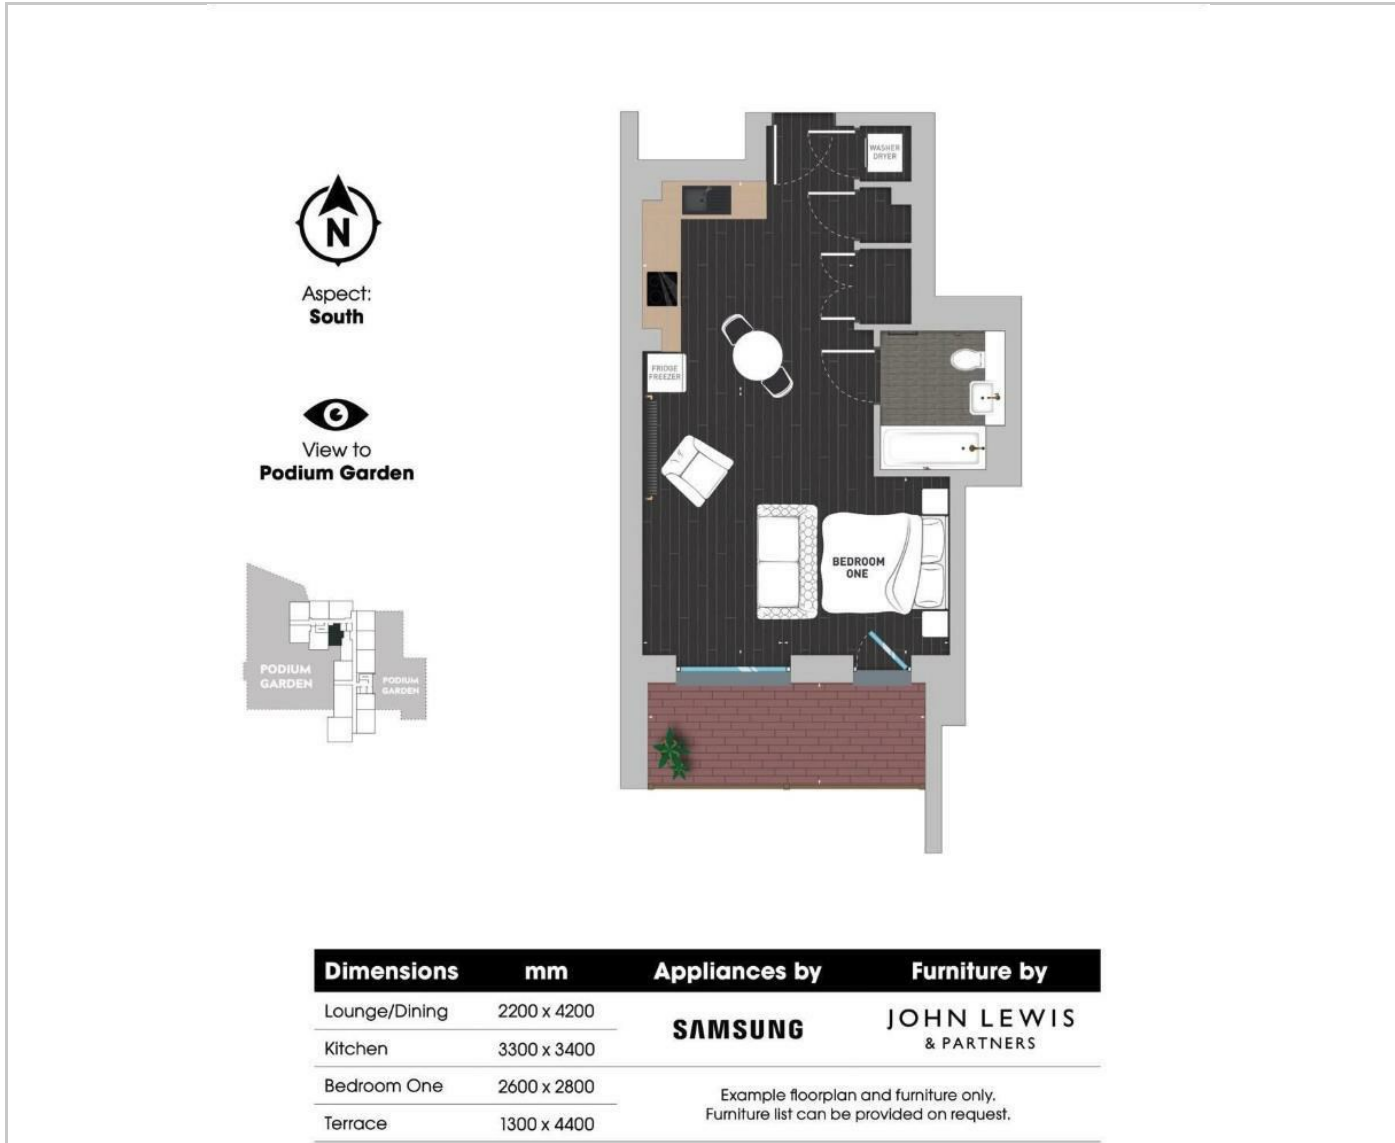 N
Aspect:
South
View to
Podium Garden
PODIUM
GARDEN
PODIUM
GARDEN
WASHER
DRYER
FRIDGE
FREEZER
BEDROOM
ONE
Dimensions mm Appliances by Furniture by
Lounge/Dining 2200 x 4200
Kitchen 3300 x 3400
Bedroom One 2600 x 2800
Terrace 1300 x 4400
SAMSUNG
JOHN LEWIS
& PARTNERS
Example floorplan and furniture only.
Furniture list can be provided on request.